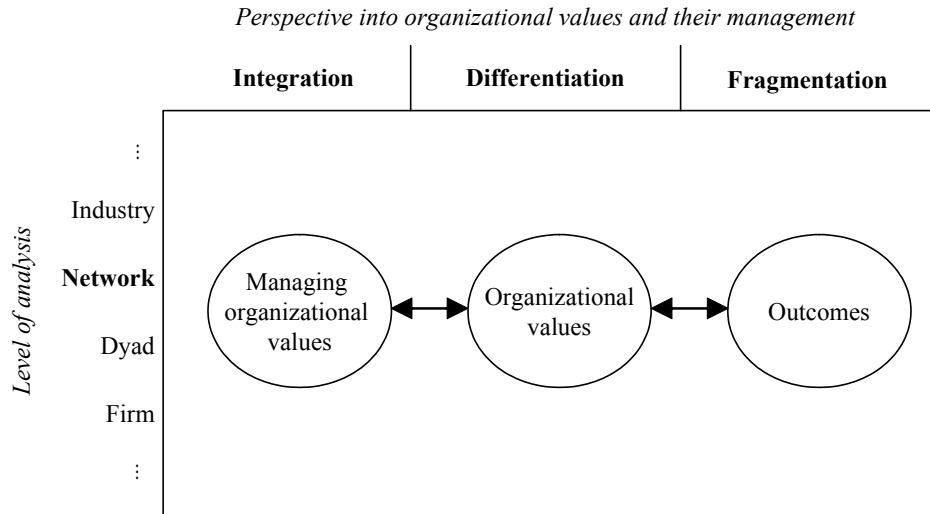 Perspective into organizational values and their management
Integration
Differentiation
Fragmentation
Level of analysis
...
Industry
Network
Dyad
Firm
...
Managing
organizational
values
Organizational
values
Outcomes